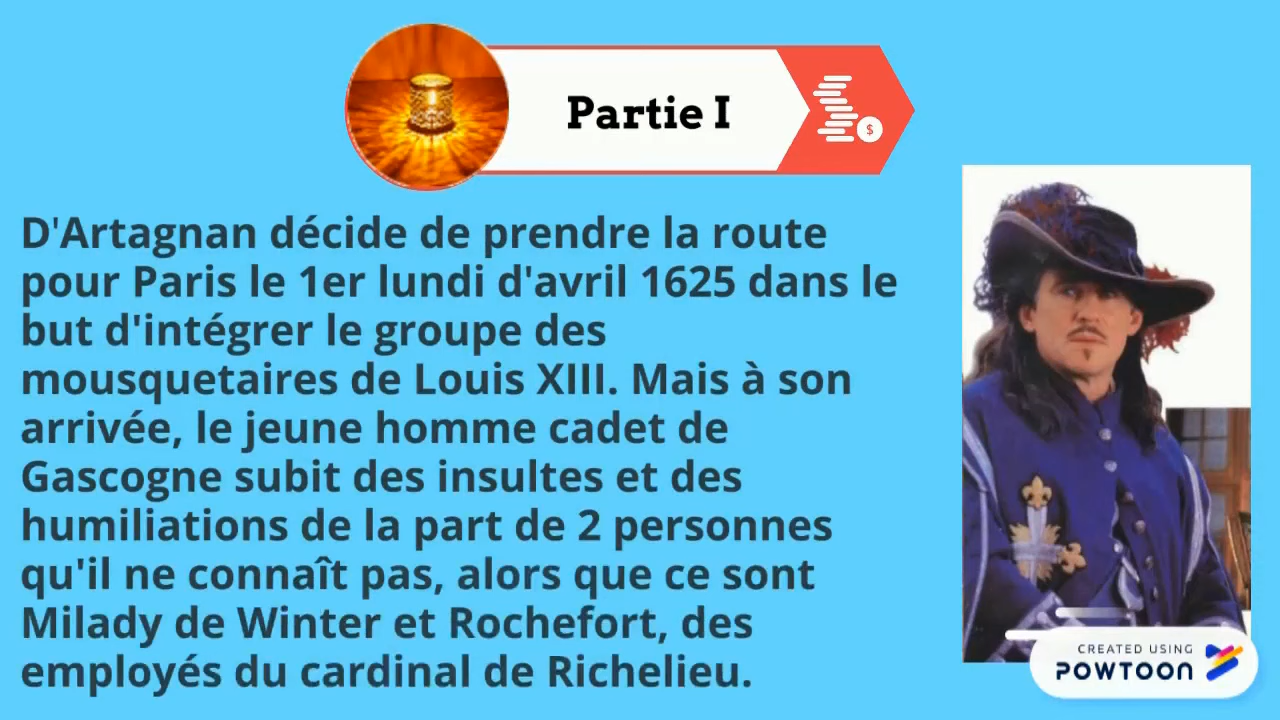 Partie I
$
D'Artagnan décide de prendre la route
pour Paris le 1er lundi d'avril 1625 dans le
but d'intégrer le groupe des
mousquetaires de Louis XIII. Mais à son
arrivée, le jeune homme cadet de
Gascogne subit des insultes et des
humiliations de la part de 2 personnes
qu'il ne connaît pas, alors que ce sont
Milady de Winter et Rochefort, des
employés du cardinal de Richelieu.
CREATED USING
POWTOON